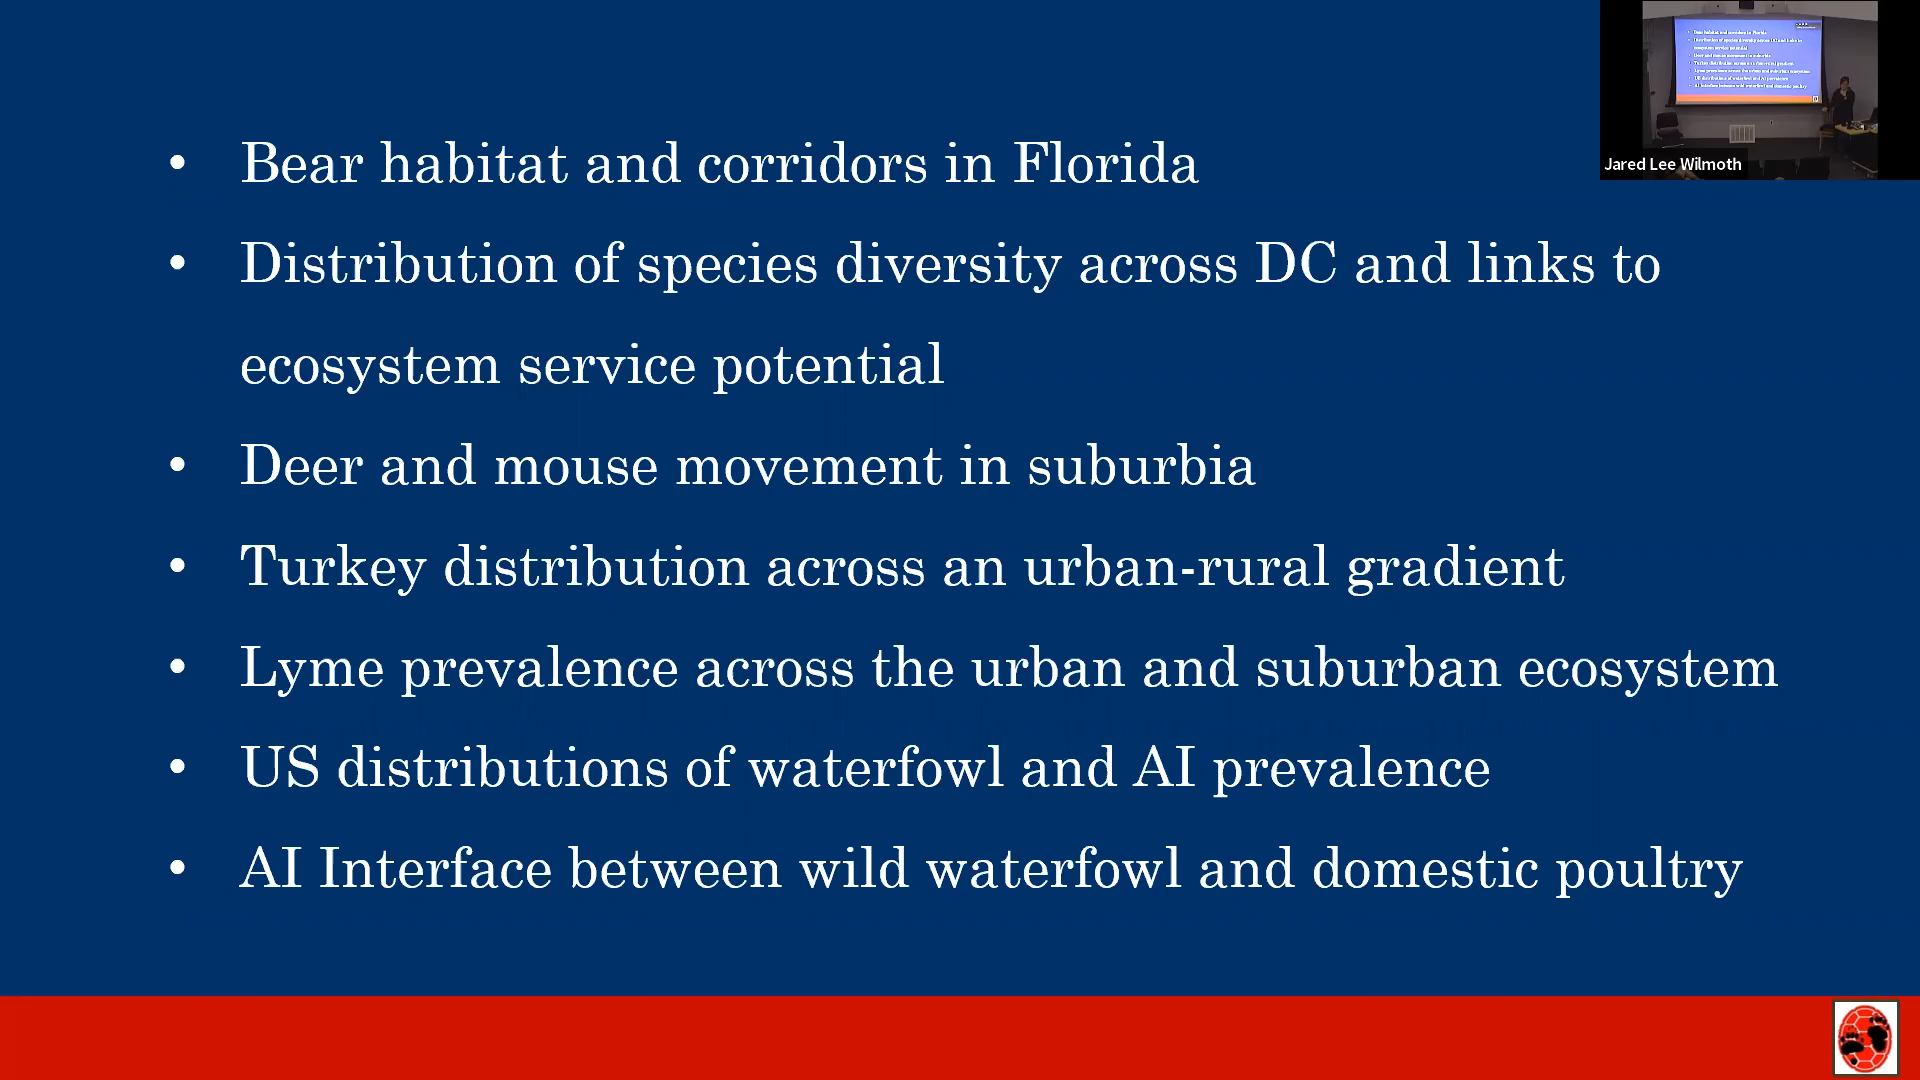 • Bear habitat and corridors in Florida
• Distribution of species diversity across DC and links to
ecosystem service potential
• Deer and mouse movement in suburbia
• Turkey distribution across an urban-rural gradient
• Lyme prevalence across the urban and suburban ecosystem
• US distributions of waterfowl and AI prevalence
• AI Interface between wild waterfowl and domestic poultry
Jared Lee Wilmoth